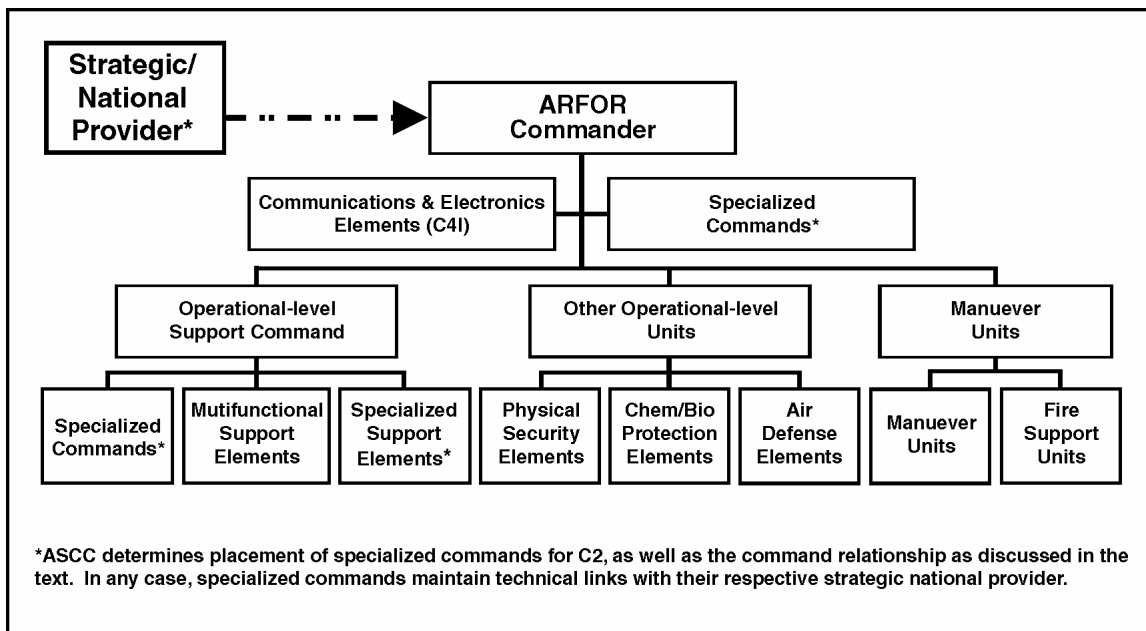 Strategic/
National
Provider*
ARFOR
Commander
Communications & Electronics
Elements (C4I)
Specialized
Commands*
Operational-level
Support Command
Other Operational-level
Units
Manuever
Units
Specialized
Commands*
Mutifunctional
Support
Elements
Specialized
Support
Elements*
Physical
Security
Elements
Chem/Bio
Protection
Elements
Air
Defense
Elements
Manuever
Units
Fire
Support
Units
*ASCC determines placement of specialized commands for C2, as well as the command relationship as discussed in the
text. In any case, specialized commands maintain technical links with their respective strategic national provider.